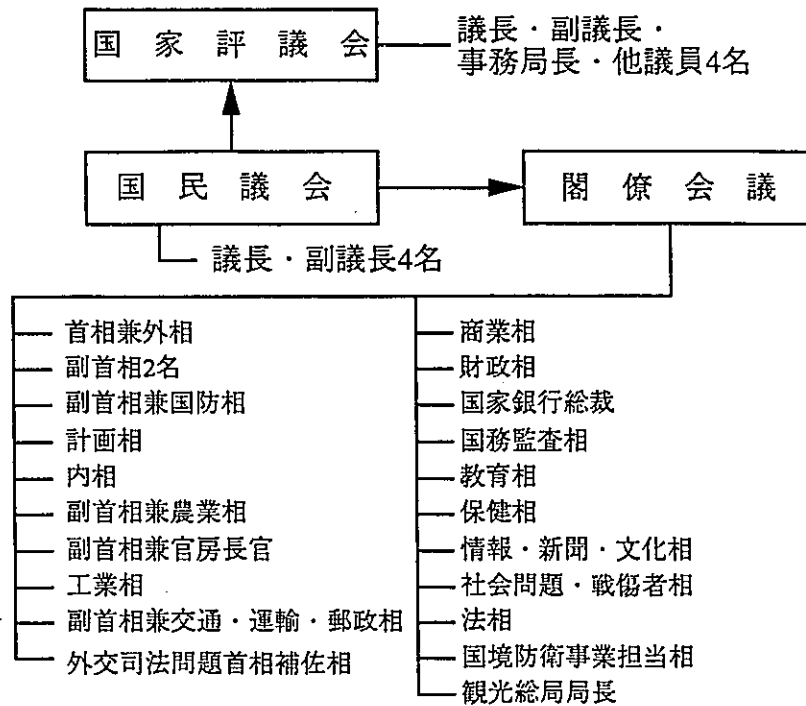 国家評議会
議長・副議長・
事務局長・他議員4名
国民議会
閣僚会議
議長・副議長4名
首相兼外相
副首相2名
副首相兼国防相
計画相
内相
副首相兼農業相
副首相兼官房長官
工業相
副首相兼交通・運輸・郵政相
外交司法問題首相補佐相
商業相
財政相
国家銀行総裁
国務監査相
教育相
保健相
情報・新聞・文化相
社会問題・戦傷者相
法相
国境防衛事業担当相
観光総局局長